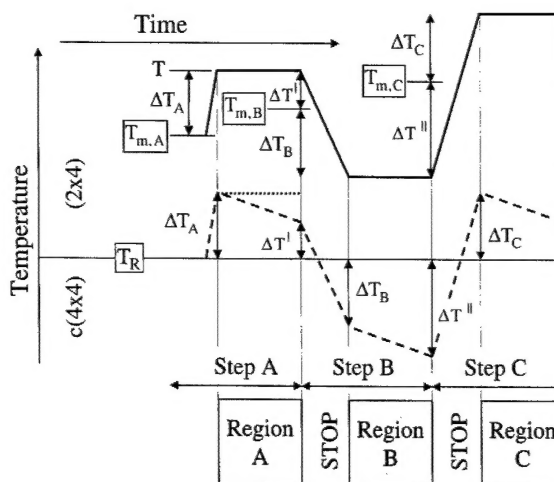 Time
T
ΔT_A
T_m,A
ΔT^I
T_m,B
ΔT_B
ΔT_C
T_m,C
ΔT^II
Temperature
(2x4)
c(4x4)
T_R
ΔT_A
ΔT^I
ΔT_B
ΔT^II
ΔT_C
Step A
Step B
Step C
Region A
STOP
Region B
STOP
Region C